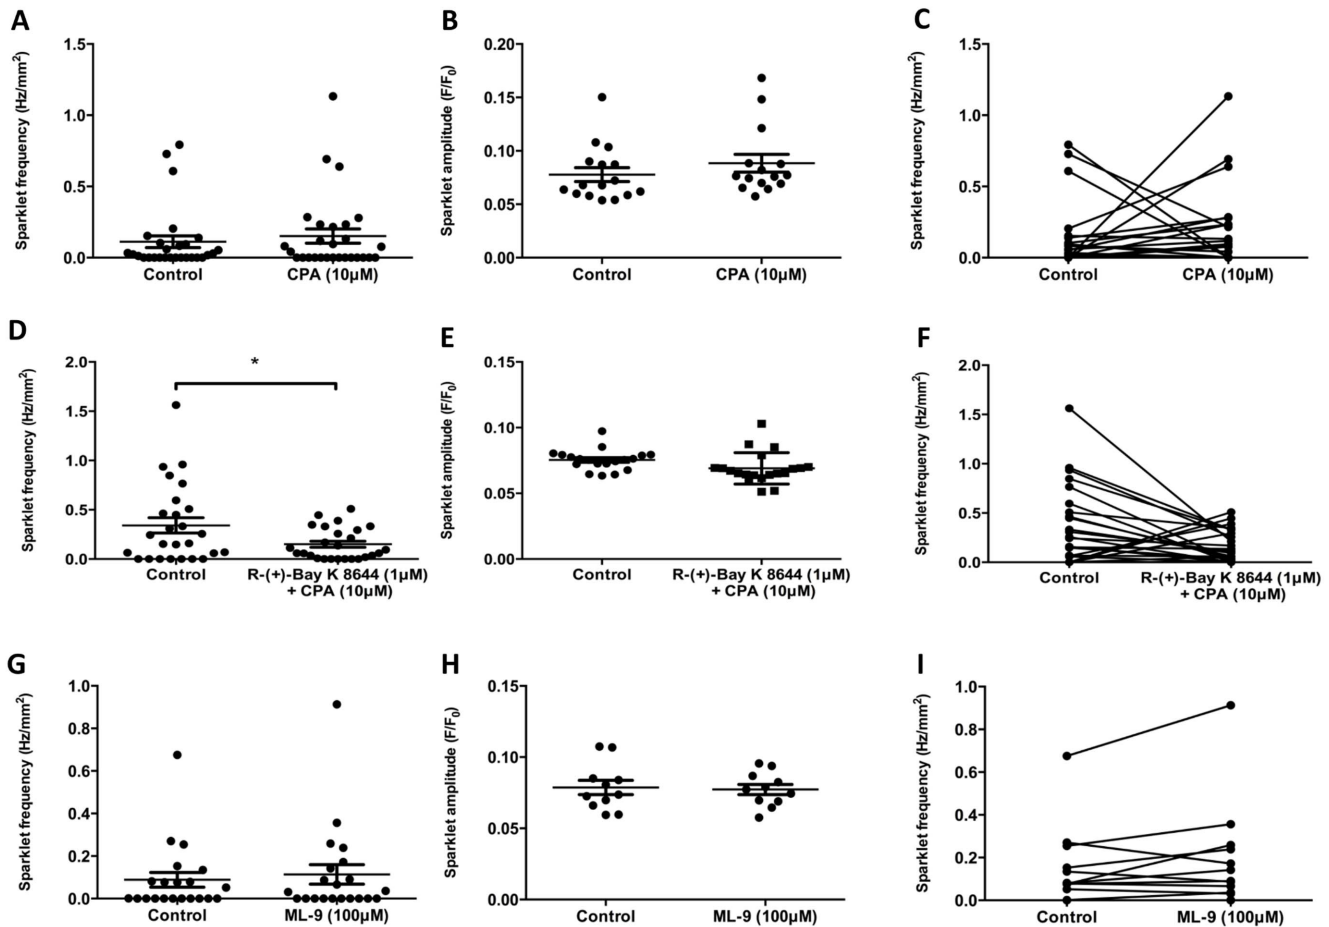 A
Sparklet frequency (Hz/mm²)
1.5
1.0
0.5
0.0
Control
CPA (10µM)
B
Sparklet amplitude (F/F₀)
0.20
0.15
0.10
0.05
0.00
Control
CPA (10µM)
C
Sparklet frequency (Hz/mm²)
1.5
1.0
0.5
0.0
Control
CPA (10µM)
D
Sparklet frequency (Hz/mm²)
2.0
1.5
1.0
0.5
0.0
*
Control
R-(+)-Bay K 8644 (1µM)
+ CPA (10µM)
E
Sparklet amplitude (F/F₀)
0.15
0.10
0.05
0.00
Control
R-(+)-Bay K 8644 (1µM)
+ CPA (10µM)
F
Sparklet frequency (Hz/mm²)
2.0
1.5
1.0
0.5
0.0
Control
R-(+)-Bay K 8644 (1µM)
+ CPA (10µM)
G
Sparklet frequency (Hz/mm²)
1.0
0.8
0.6
0.4
0.2
0.0
Control
ML-9 (100µM)
H
Sparklet amplitude (F/F₀)
0.15
0.10
0.05
0.00
Control
ML-9 (100µM)
I
Sparklet frequency (Hz/mm²)
1.0
0.8
0.6
0.4
0.2
0.0
Control
ML-9 (100µM)